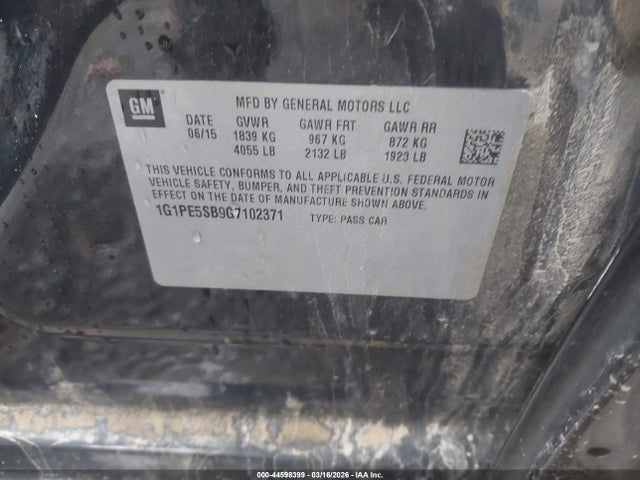 GM
MFD BY GENERAL MOTORS LLC
DATE GVWR GAWR FRT GAWR RR
06/15 1839 KG 967 KG 872 KG
4055 LB 2132 LB 1923 LB
THIS VEHICLE CONFORMS TO ALL APPLICABLE U.S. FEDERAL MOTOR
VEHICLE SAFETY, BUMPER, AND THEFT PREVENTION STANDARDS IN
EFFECT ON THE DATE OF MANUFACTURE SHOWN ABOVE.
1G1PE5SB9G7102371 TYPE: PASS CAR
000-44598399 - 03/16/2026 - IAA Inc.